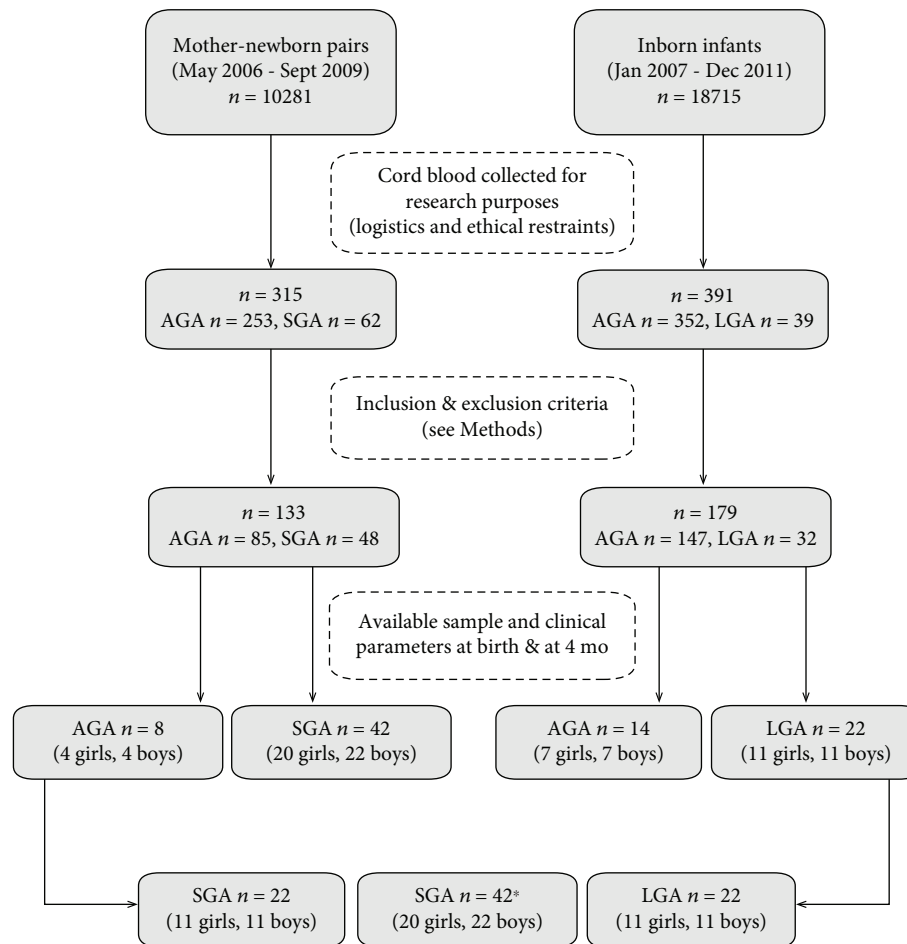 Mother-newborn pairs
(May 2006 - Sept 2009)
n = 10281
Inborn infants
(Jan 2007 - Dec 2011)
n = 18715
Cord blood collected for
research purposes
(logistics and ethical restraints)
n = 315
AGA n = 253, SGA n = 62
n = 391
AGA n = 352, LGA n = 39
Inclusion & exclusion criteria
(see Methods)
n = 133
AGA n = 85, SGA n = 48
n = 179
AGA n = 147, LGA n = 32
Available sample and clinical
parameters at birth & at 4 mo
AGA n = 8
(4 girls, 4 boys)
SGA n = 42
(20 girls, 22 boys)
AGA n = 14
(7 girls, 7 boys)
LGA n = 22
(11 girls, 11 boys)
SGA n = 22
(11 girls, 11 boys)
SGA n = 42*
(20 girls, 22 boys)
LGA n = 22
(11 girls, 11 boys)